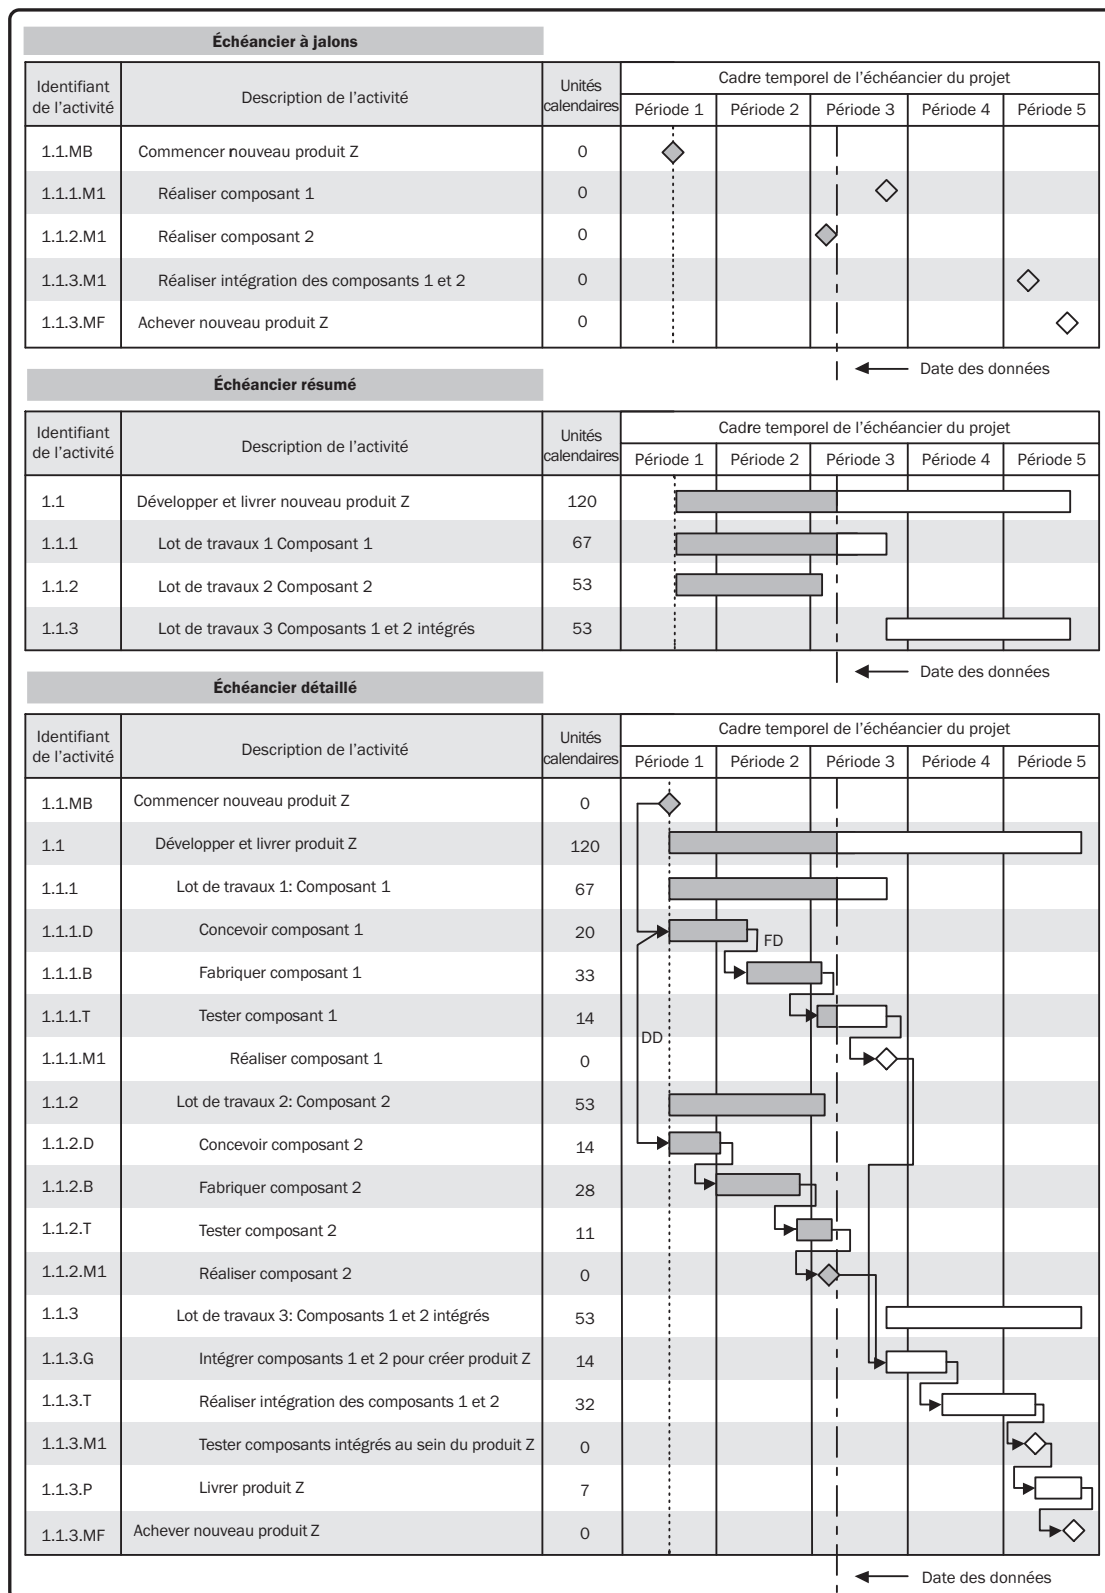 Échéancier à jalons
Identifiant de l'activité Description de l'activité Unités calendaires Cadre temporel de l'échéancier du projet
Période 1 Période 2 Période 3 Période 4 Période 5
1.1.MB Commencer nouveau produit Z 0
1.1.1.M1 Réaliser composant 1 0
1.1.2.M1 Réaliser composant 2 0
1.1.3.M1 Réaliser intégration des composants 1 et 2 0
1.1.3.MF Achever nouveau produit Z 0
Date des données
Échéancier résumé
Identifiant de l'activité Description de l'activité Unités calendaires Cadre temporel de l'échéancier du projet
Période 1 Période 2 Période 3 Période 4 Période 5
1.1 Développer et livrer nouveau produit Z 120
1.1.1 Lot de travaux 1 Composant 1 67
1.1.2 Lot de travaux 2 Composant 2 53
1.1.3 Lot de travaux 3 Composants 1 et 2 intégrés 53
Date des données
Échéancier détaillé
Identifiant de l'activité Description de l'activité Unités calendaires Cadre temporel de l'échéancier du projet
Période 1 Période 2 Période 3 Période 4 Période 5
1.1.MB Commencer nouveau produit Z 0
1.1 Développer et livrer produit Z 120
1.1.1 Lot de travaux 1: Composant 1 67
1.1.1.D Concevoir composant 1 20
FD
1.1.1.B Fabriquer composant 1 33
1.1.1.T Tester composant 1 14
DD
1.1.1.M1 Réaliser composant 1 0
1.1.2 Lot de travaux 2: Composant 2 53
1.1.2.D Concevoir composant 2 14
1.1.2.B Fabriquer composant 2 28
1.1.2.T Tester composant 2 11
1.1.2.M1 Réaliser composant 2 0
1.1.3 Lot de travaux 3: Composants 1 et 2 intégrés 53
1.1.3.G Intégrer composants 1 et 2 pour créer produit Z 14
1.1.3.T Réaliser intégration des composants 1 et 2 32
1.1.3.M1 Tester composants intégrés au sein du produit Z 0
1.1.3.P Livrer produit Z 7
1.1.3.MF Achever nouveau produit Z 0
Date des données